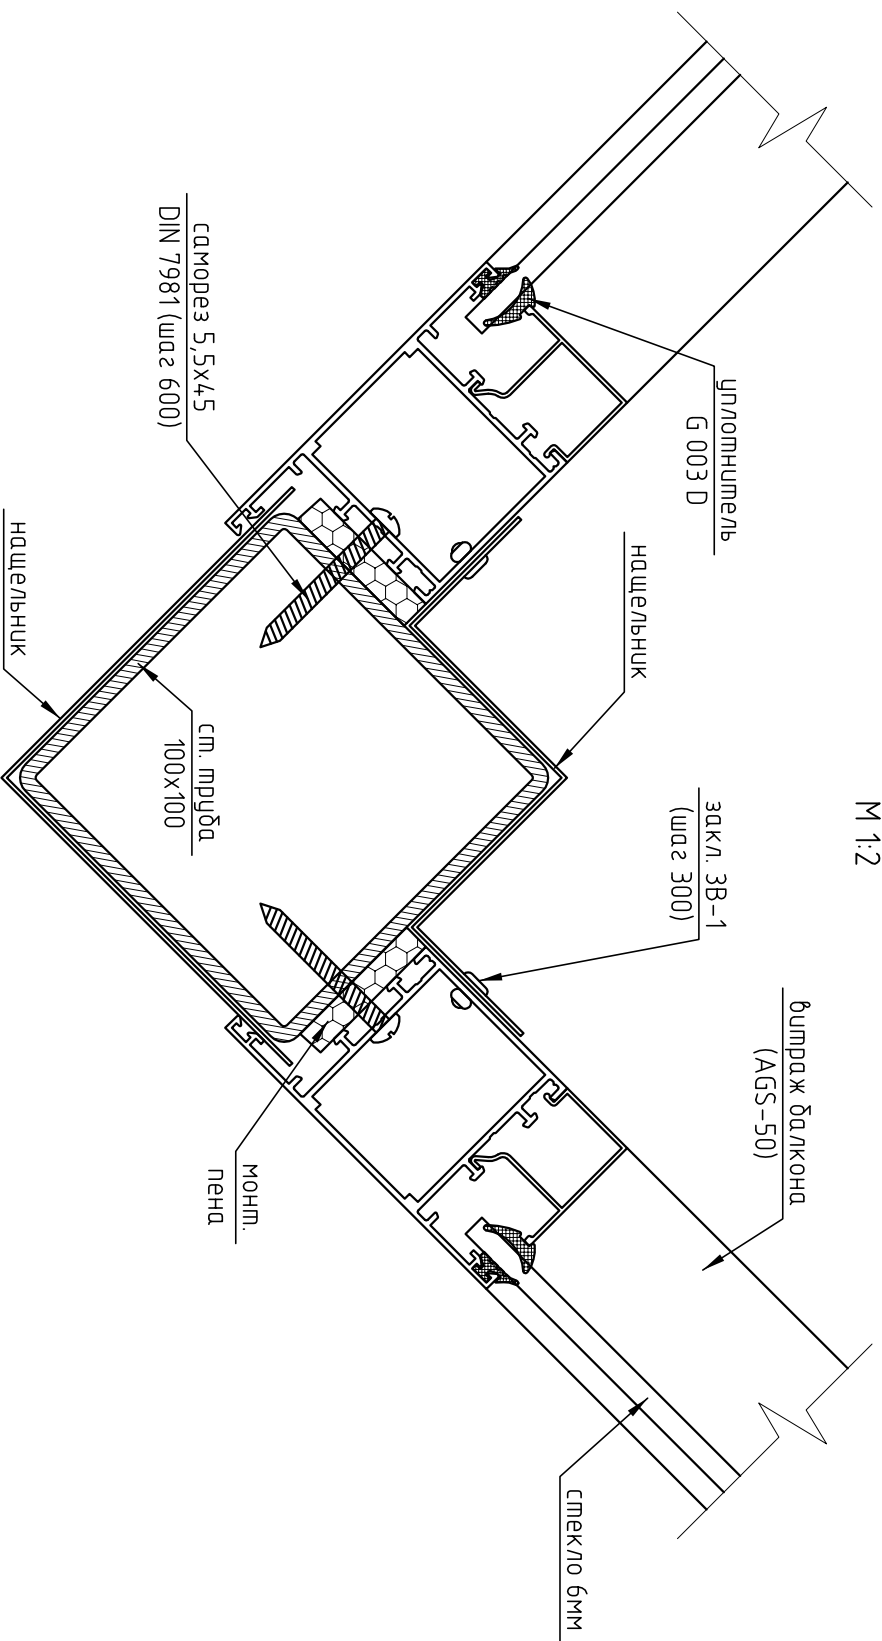 М 1:2
витраж балкона
(AGS-50)
уплотнитель
G 003 D
закл. ЗВ-1
(шаг 300)
нащельник
стекло 6мм
монт.
пена
саморез 5,5х45
DIN 7981 (шаг 600)
ст. труба
100х100
нащельник